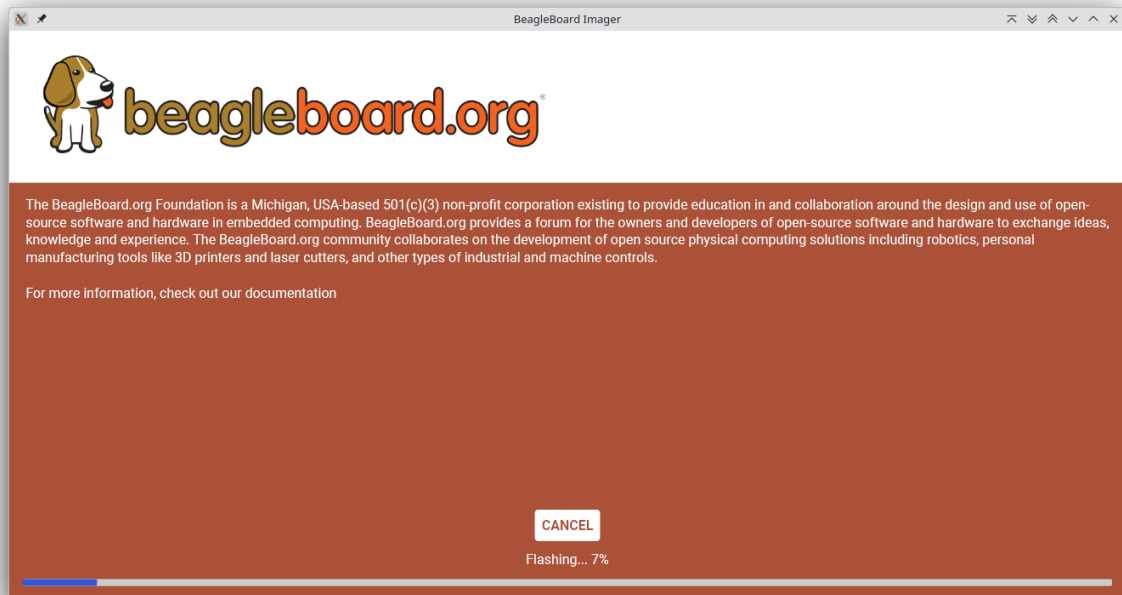 BeagleBoard Imager
beagleboard.org®
The BeagleBoard.org Foundation is a Michigan, USA-based 501(c)(3) non-profit corporation existing to provide education in and collaboration around the design and use of open-
source software and hardware in embedded computing. BeagleBoard.org provides a forum for the owners and developers of open-source software and hardware to exchange ideas,
knowledge and experience. The BeagleBoard.org community collaborates on the development of open source physical computing solutions including robotics, personal
manufacturing tools like 3D printers and laser cutters, and other types of industrial and machine controls.
For more information, check out our documentation
CANCEL
Flashing... 7%